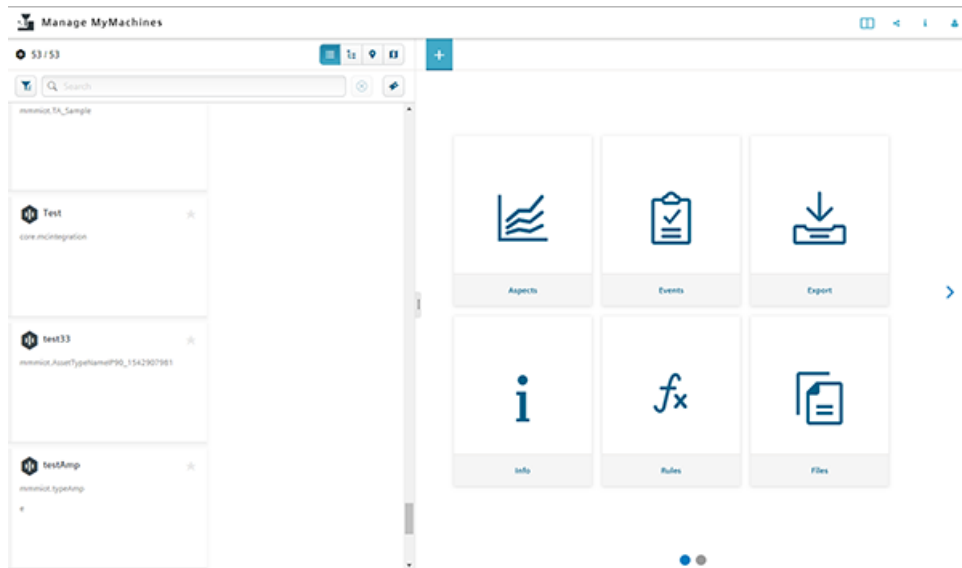 Manage MyMachines
53/53
Search
mmmiot.TA_Sample
Test
core.mcintegration
test33
mmmiot.AssetTypeNameIP90_1542907981
testAmp
mmmiot.typeAmp
Aspects
Events
Export
Info
Rules
Files